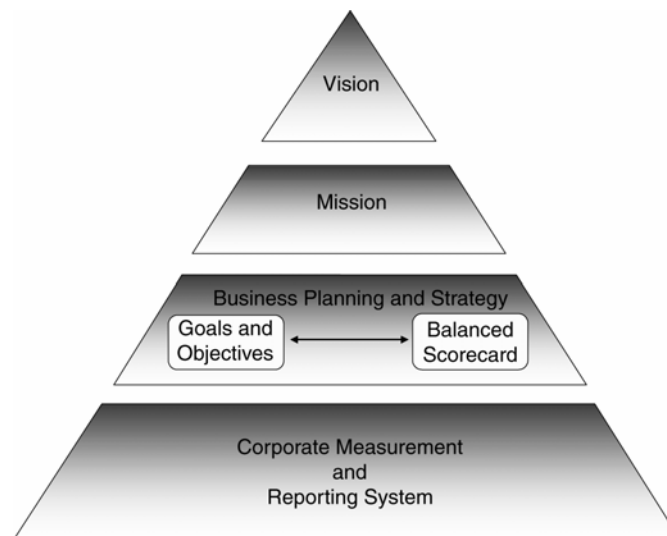 Vision
Mission
Business Planning and Strategy
Goals and
Objectives
Balanced
Scorecard
Corporate Measurement
and
Reporting System